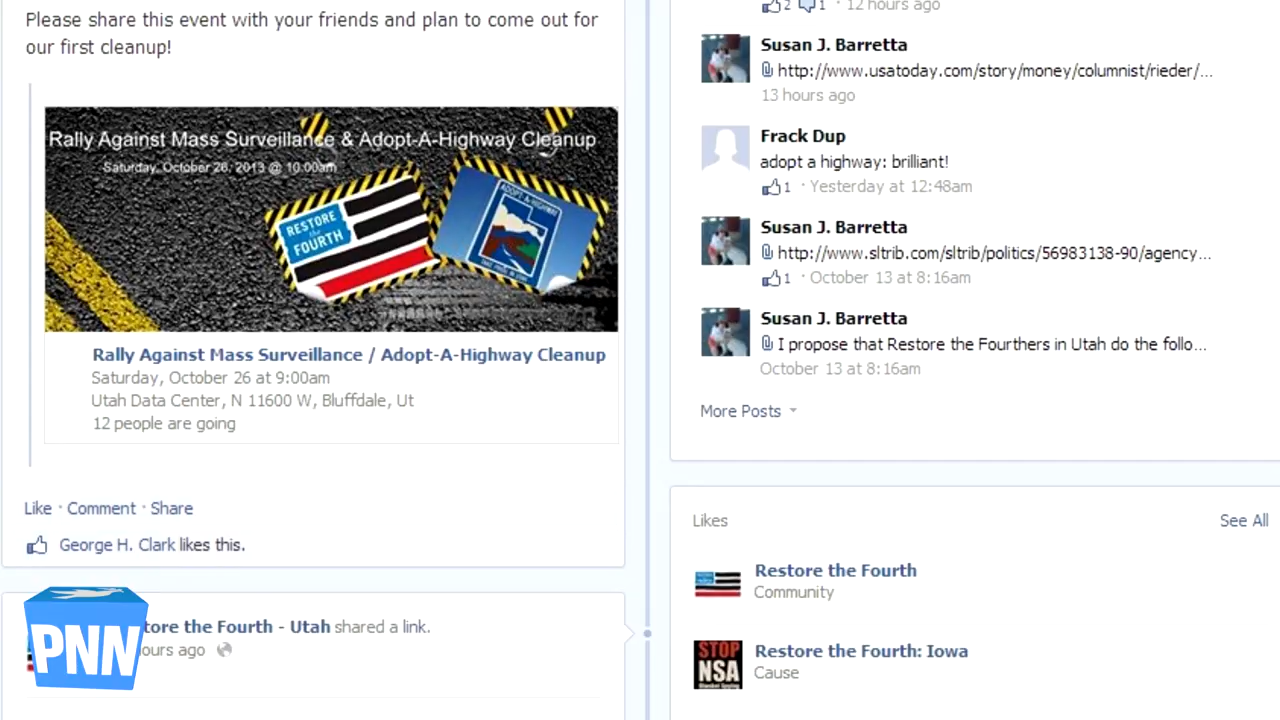 Please share this event with your friends and plan to come out for
our first cleanup!
Rally Against Mass Surveillance & Adopt-A-Highway Cleanup
Saturday, October 26, 2013 @ 10:00am
RESTORE
the
FOURTH
ADOPT A-HIGHWAY
Rally Against Mass Surveillance / Adopt-A-Highway Cleanup
Saturday, October 26 at 9:00am
Utah Data Center, N 11600 W, Bluffdale, Ut
12 people are going
Like · Comment · Share
George H. Clark likes this.
tore the Fourth - Utah shared a link.
ours ago
PNN
2 1 · 12 hours ago
Susan J. Barretta
http://www.usatoday.com/story/money/columnist/rieder/...
13 hours ago
Frack Dup
adopt a highway: brilliant!
1 · Yesterday at 12:48am
Susan J. Barretta
http://www.sltrib.com/sltrib/politics/56983138-90/agency...
1 · October 13 at 8:16am
Susan J. Barretta
I propose that Restore the Fourthers in Utah do the follo...
October 13 at 8:16am
More Posts
Likes
See All
Restore the Fourth
Community
STOP
NSA
Restore the Fourth: Iowa
Cause